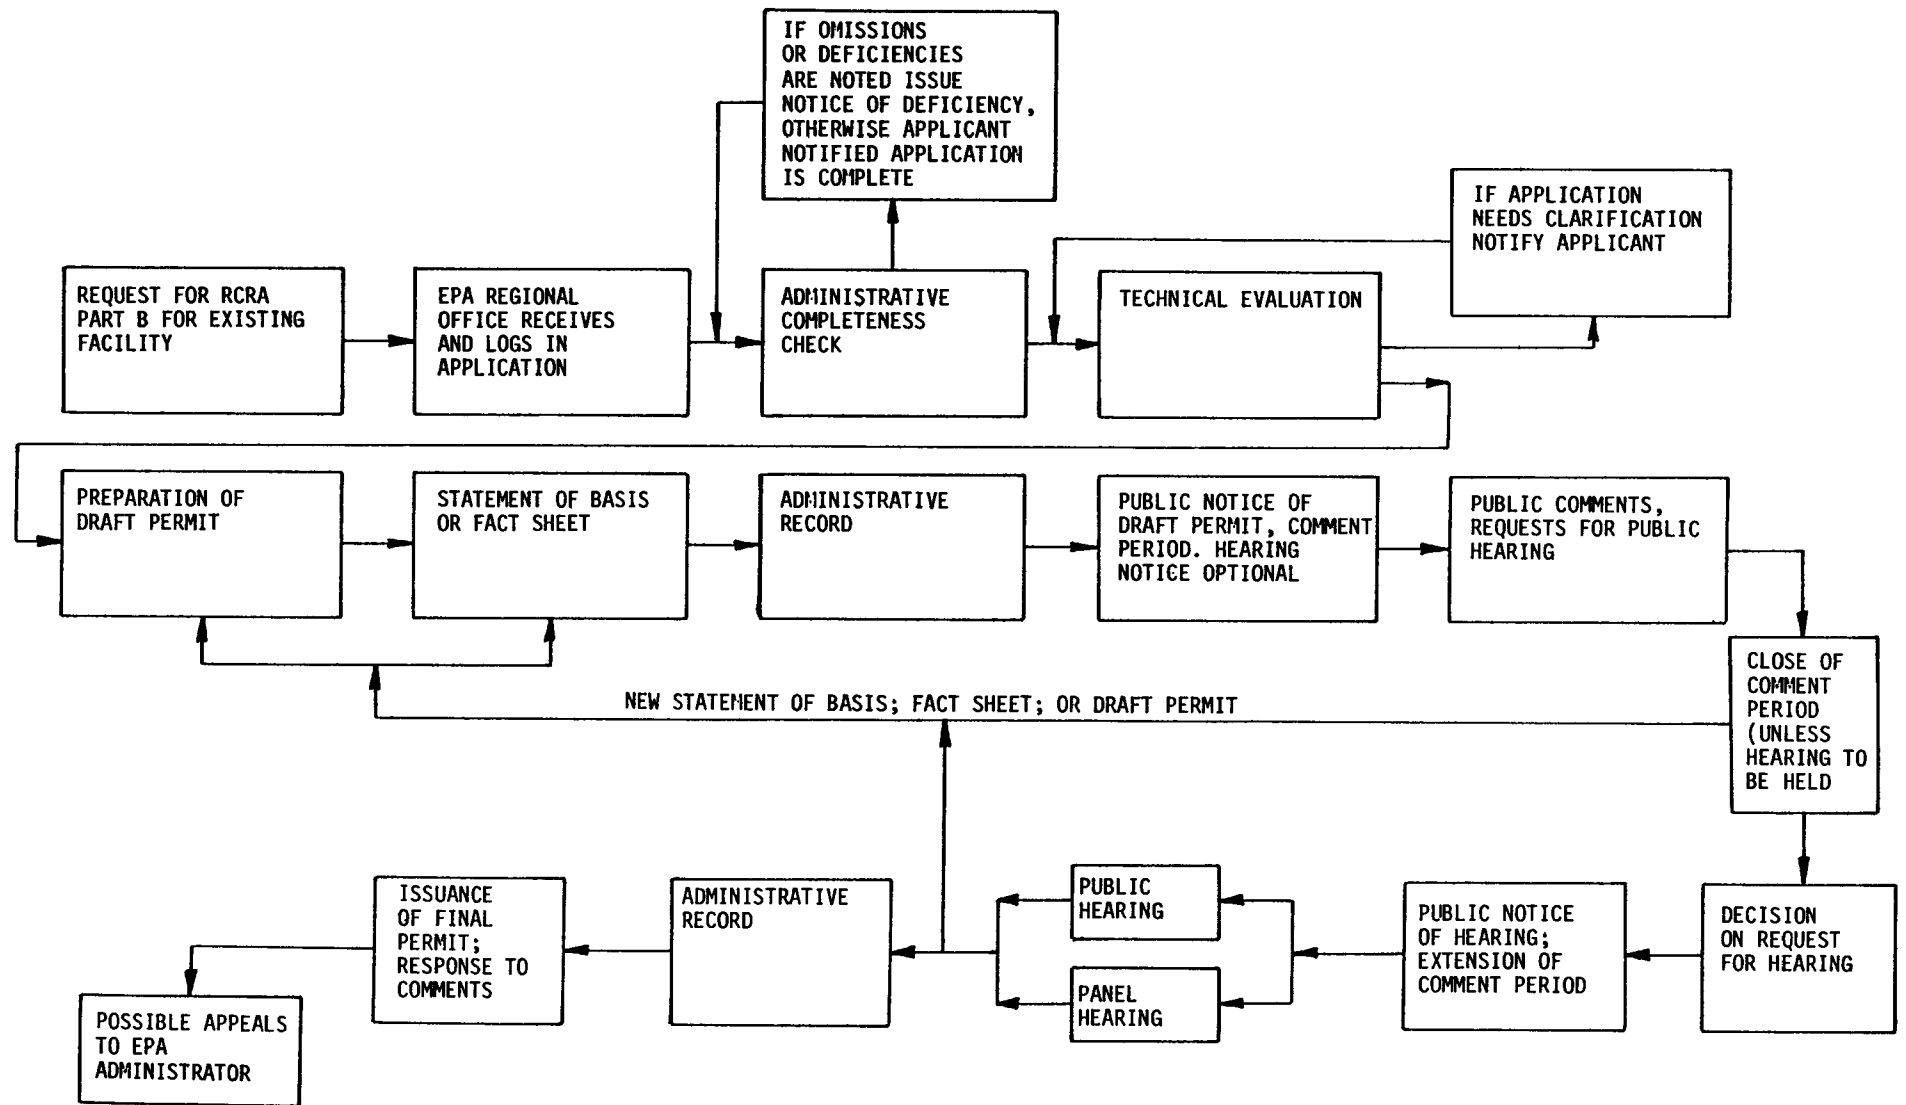 IF OMISSIONS
OR DEFICIENCIES
ARE NOTED ISSUE
NOTICE OF DEFICIENCY,
OTHERWISE APPLICANT
NOTIFIED APPLICATION
IS COMPLETE
IF APPLICATION
NEEDS CLARIFICATION
NOTIFY APPLICANT
REQUEST FOR RCRA
PART B FOR EXISTING
FACILITY
EPA REGIONAL
OFFICE RECEIVES
AND LOGS IN
APPLICATION
ADMINISTRATIVE
COMPLETENESS
CHECK
TECHNICAL EVALUATION
PREPARATION OF
DRAFT PERMIT
STATEMENT OF BASIS
OR FACT SHEET
ADMINISTRATIVE
RECORD
PUBLIC NOTICE OF
DRAFT PERMIT, COMMENT
PERIOD. HEARING
NOTICE OPTIONAL
PUBLIC COMMENTS,
REQUESTS FOR PUBLIC
HEARING
CLOSE OF
COMMENT
PERIOD
(UNLESS
HEARING TO
BE HELD
NEW STATEMENT OF BASIS; FACT SHEET; OR DRAFT PERMIT
DECISION
ON REQUEST
FOR HEARING
PUBLIC NOTICE
OF HEARING;
EXTENSION OF
COMMENT PERIOD
PUBLIC
HEARING
PANEL
HEARING
ADMINISTRATIVE
RECORD
ISSUANCE
OF FINAL
PERMIT;
RESPONSE TO
COMMENTS
POSSIBLE APPEALS
TO EPA
ADMINISTRATOR